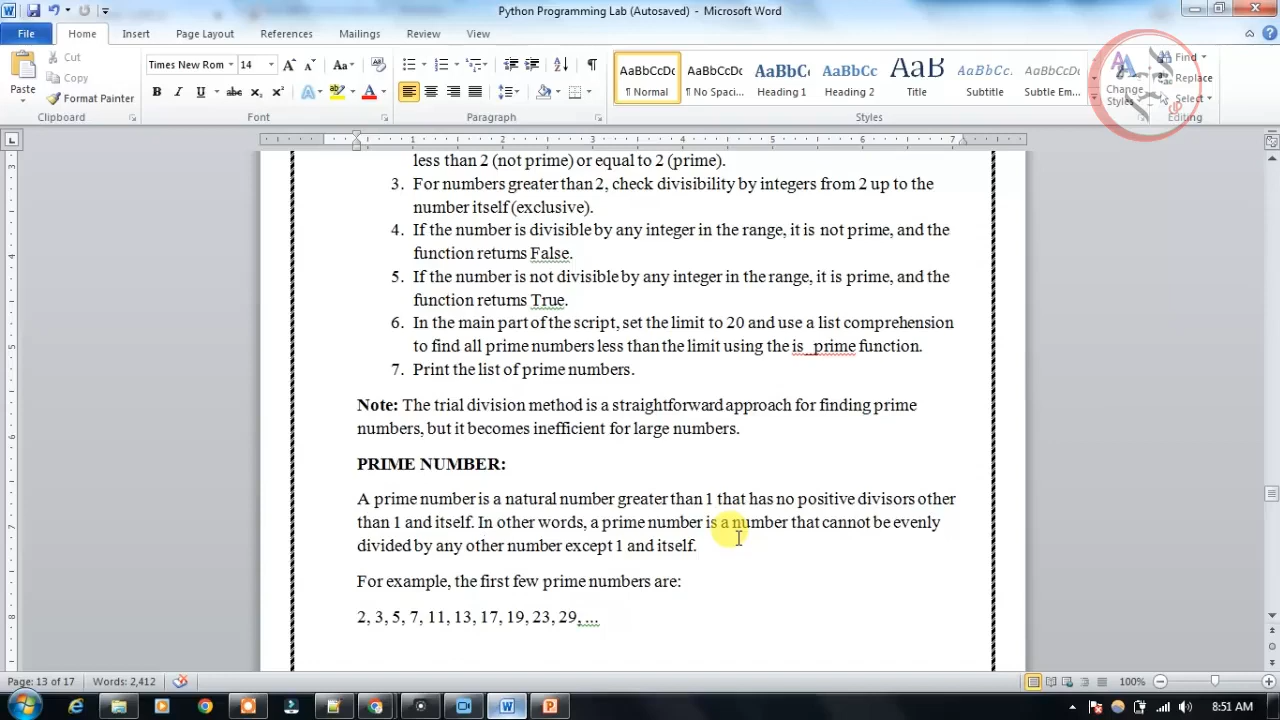 Python Programming Lab (Autosaved) - Microsoft Word
File Home Insert Page Layout References Mailings Review View
Paste
Cut
Copy
Format Painter
Clipboard
Times New Rom 14
Font
Paragraph
AaBbCcDc AaBbCcDc AaBbCc AaBbCc AaB AaBbCc. AaBbCcDc
¶ Normal ¶ No Spaci... Heading 1 Heading 2 Title Subtitle Subtle Em...
Styles
Change Styles
Find
Replace
Select
Editing
1 2 3 4 5 6 7
less than 2 (not prime) or equal to 2 (prime).
3. For numbers greater than 2, check divisibility by integers from 2 up to the
number itself (exclusive).
4. If the number is divisible by any integer in the range, it is not prime, and the
function returns False.
5. If the number is not divisible by any integer in the range, it is prime, and the
function returns True.
6. In the main part of the script, set the limit to 20 and use a list comprehension
to find all prime numbers less than the limit using the is_prime function.
7. Print the list of prime numbers.
Note: The trial division method is a straightforward approach for finding prime
numbers, but it becomes inefficient for large numbers.
PRIME NUMBER:
A prime number is a natural number greater than 1 that has no positive divisors other
than 1 and itself. In other words, a prime number is a number that cannot be evenly
divided by any other number except 1 and itself.
For example, the first few prime numbers are:
2, 3, 5, 7, 11, 13, 17, 19, 23, 29, ...
Page: 13 of 17 Words: 2,412 100%
8:51 AM